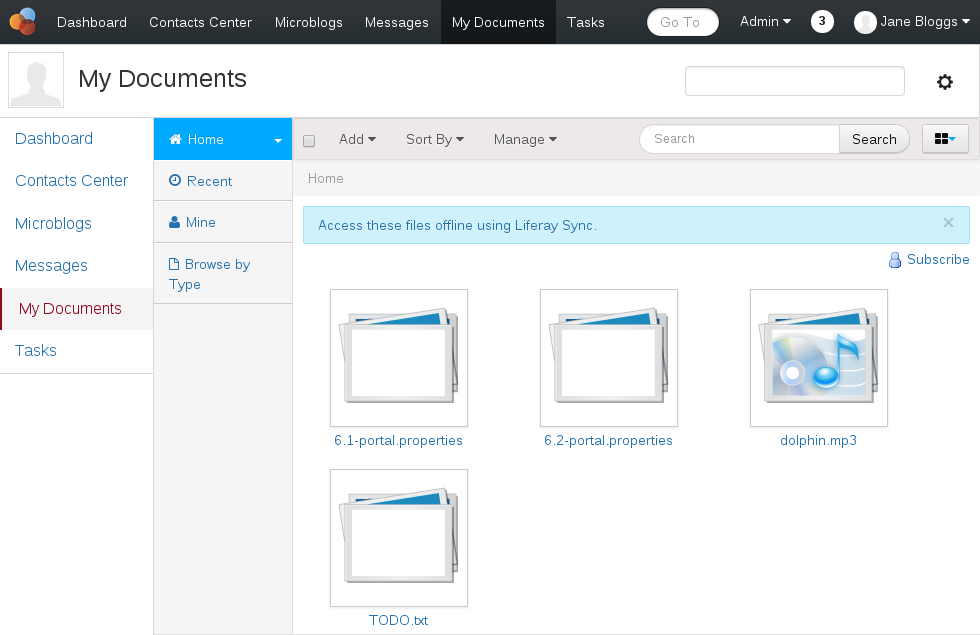 Dashboard Contacts Center Microblogs Messages My Documents Tasks Go To Admin 3 Jane Bloggs
My Documents
Dashboard
Contacts Center
Microblogs
Messages
My Documents
Tasks
Home
Recent
Mine
Browse by
Type
Add Sort By Manage Search Search
Home
Access these files offline using Liferay Sync. ×
Subscribe
6.1-portal.properties 6.2-portal.properties dolphin.mp3
TODO.txt